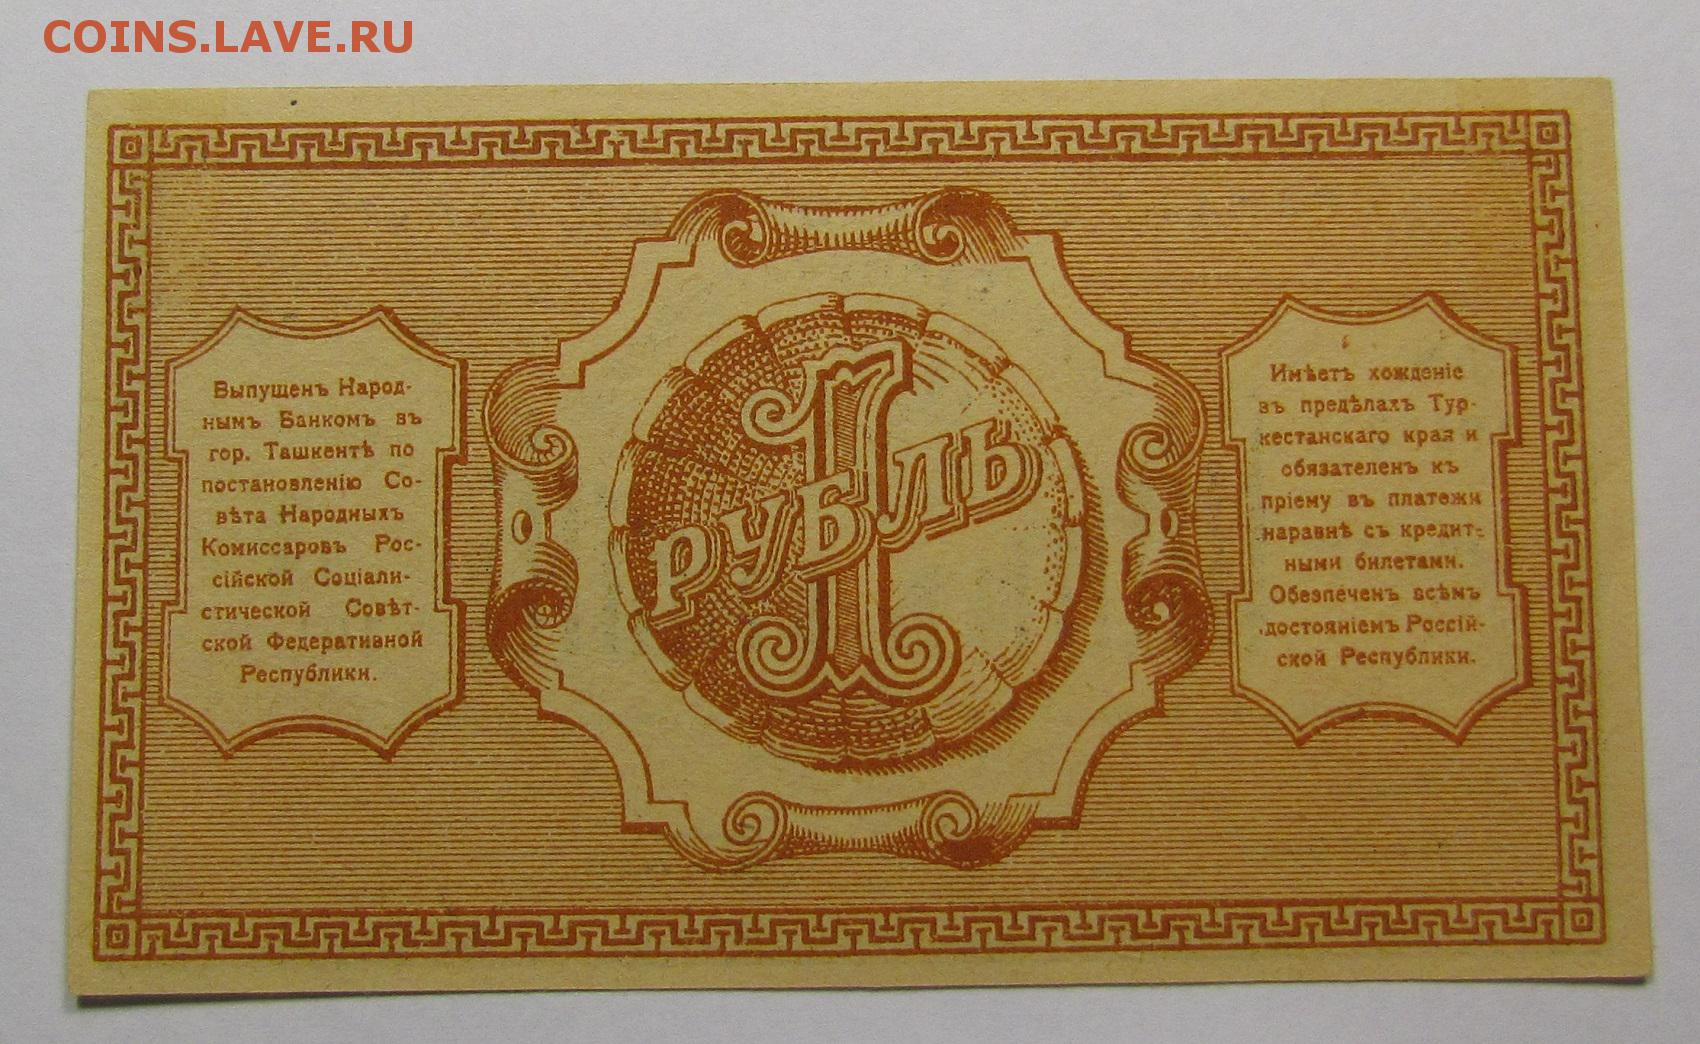 COINS.LAVE.RU
Выпущенъ Народ-
нымъ Банкомъ въ
гор. Ташкентѣ по
постановленію Со-
вѣта Народныхъ
Комиссаровъ Рос-
сійской Соціали-
стической Совѣт-
ской Федеративной
Республики.
1
РУБЛЬ
Имѣетъ хожденіе
въ предѣлахъ Тур-
кестанскаго края и
обязателенъ къ
пріему въ платежи
наравнѣ съ кредит-
ными билетами.
Обезпеченъ всѣмъ
достояніемъ Россій-
ской Республики.